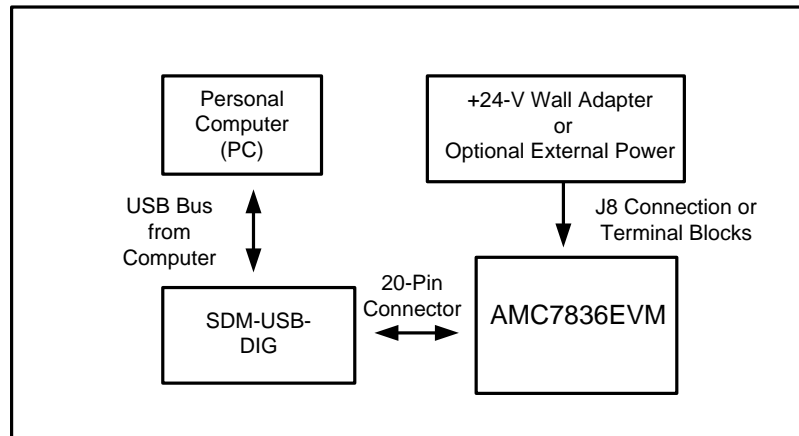 Personal
Computer
(PC)
+24-V Wall Adapter
or
Optional External Power
USB Bus
from
Computer
J8 Connection or
Terminal Blocks
20-Pin
Connector
SDM-USB-
DIG
AMC7836EVM